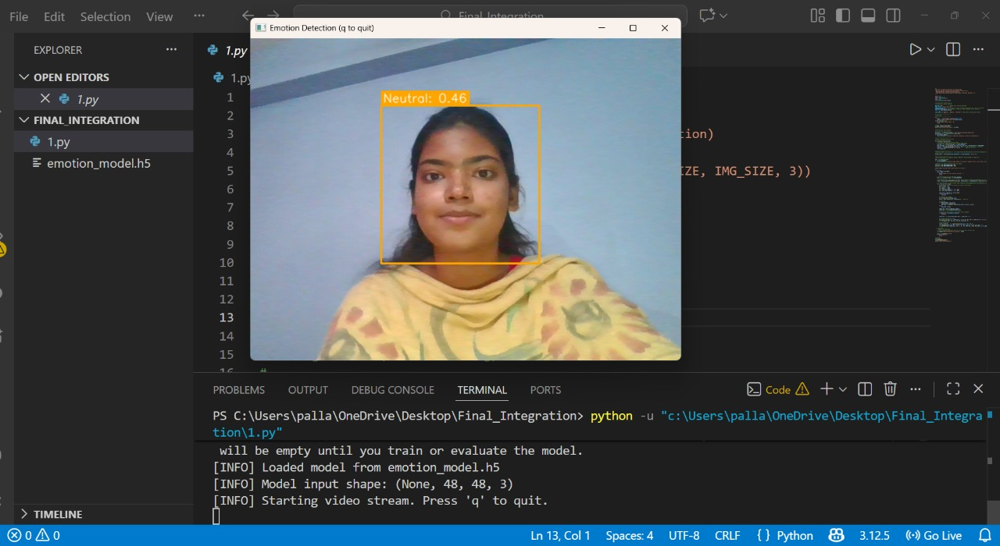 File Edit Selection View ··· Final_Integration
Emotion Detection (q to quit)
EXPLORER ···
OPEN EDITORS
1.py
FINAL_INTEGRATION
1.py
emotion_model.h5
TIMELINE
1.py
1.py
1
2
3 tion)
4
5 IZE, IMG_SIZE, 3))
6
7
8
9
10
11
12
13
14
15
16 #
Neutral: 0.46
PROBLEMS OUTPUT DEBUG CONSOLE TERMINAL PORTS Code
PS C:\Users\palla\OneDrive\Desktop\Final_Integration> python -u "c:\Users\palla\OneDrive\Desktop\Final_Integra
tion\1.py"
will be empty until you train or evaluate the model.
[INFO] Loaded model from emotion_model.h5
[INFO] Model input shape: (None, 48, 48, 3)
[INFO] Starting video stream. Press 'q' to quit.
0 0 Ln 13, Col 1 Spaces: 4 UTF-8 CRLF { } Python 3.12.5 Go Live